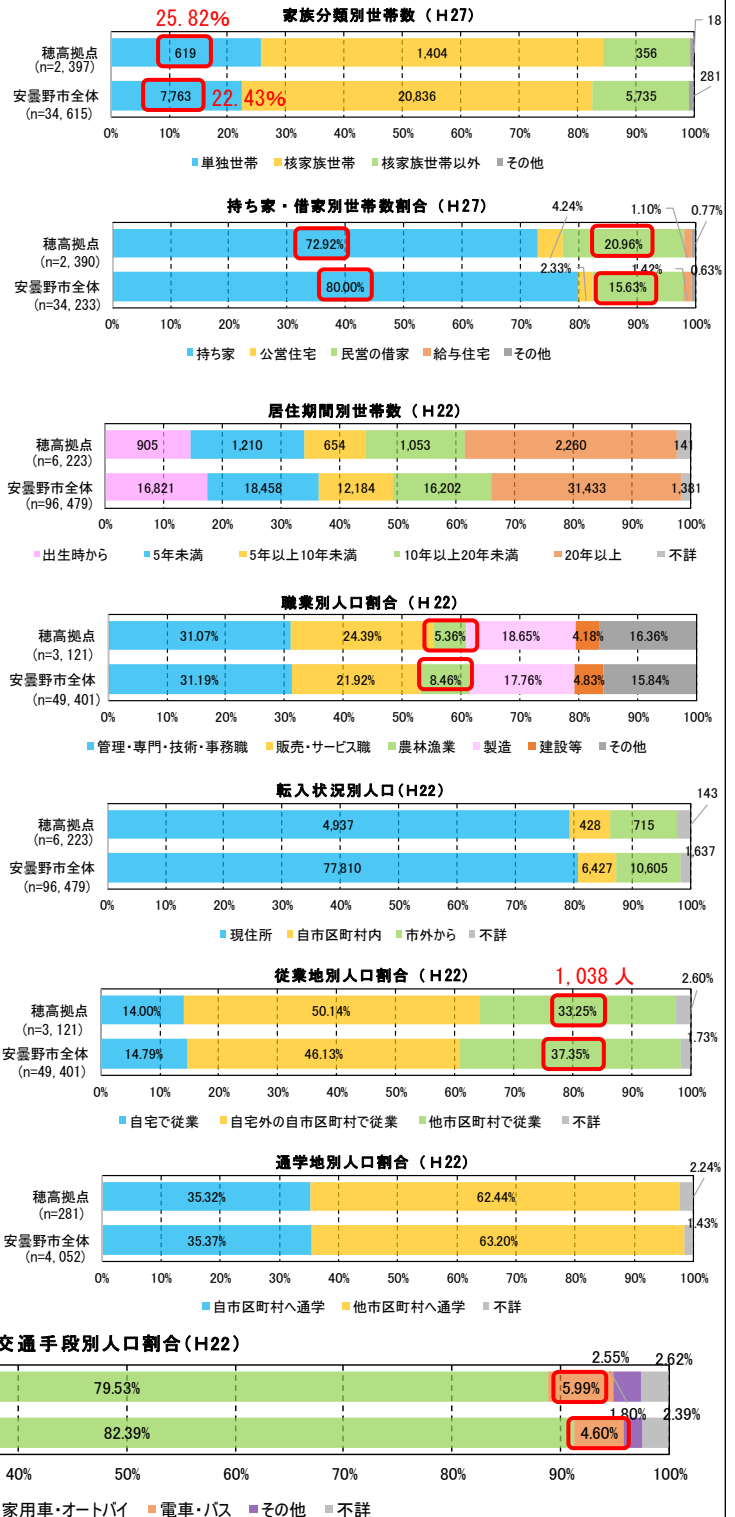 家族分類別世帯数（H27）
25.82%
18
穂高拠点
(n=2,397)
619
1,404
356
281
安曇野市全体
(n=34,615)
7,763
22.43%
20,836
5,735
0% 10% 20% 30% 40% 50% 60% 70% 80% 90% 100%
単独世帯 核家族世帯 核家族世帯以外 その他
持ち家・借家別世帯数割合（H27）
4.24% 1.10% 0.77%
穂高拠点
(n=2,390)
72.92% 20.96%
2.33% 1.42% 0.63%
安曇野市全体
(n=34,233)
80.00% 15.63%
0% 10% 20% 30% 40% 50% 60% 70% 80% 90% 100%
持ち家 公営住宅 民営の借家 給与住宅 その他
居住期間別世帯数（H22）
穂高拠点
(n=6,223)
905 1,210 654 1,053 2,260 141
安曇野市全体
(n=96,479)
16,821 18,458 12,184 16,202 31,433 1,381
0% 10% 20% 30% 40% 50% 60% 70% 80% 90% 100%
出生時から 5年未満 5年以上10年未満 10年以上20年未満 20年以上 不詳
職業別人口割合（H22）
穂高拠点
(n=3,121)
31.07% 24.39% 5.36% 18.65% 4.18% 16.36%
安曇野市全体
(n=49,401)
31.19% 21.92% 8.46% 17.76% 4.83% 15.84%
0% 10% 20% 30% 40% 50% 60% 70% 80% 90% 100%
管理・専門・技術・事務職 販売・サービス職 農林漁業 製造 建設等 その他
転入状況別人口(H22)
143
穂高拠点
(n=6,223)
4,937 428 715
1,637
安曇野市全体
(n=96,479)
77,810 6,427 10,605
0% 10% 20% 30% 40% 50% 60% 70% 80% 90% 100%
現住所 自市区町村内 市外から 不詳
従業地別人口割合（H22）
1,038 人
2.60%
穂高拠点
(n=3,121)
14.00% 50.14% 33.25%
1.73%
安曇野市全体
(n=49,401)
14.79% 46.13% 37.35%
0% 10% 20% 30% 40% 50% 60% 70% 80% 90% 100%
自宅で従業 自宅外の自市区町村で従業 他市区町村で従業 不詳
通学地別人口割合（H22）
2.24%
穂高拠点
(n=281)
35.32% 62.44%
1.43%
安曇野市全体
(n=4,052)
35.37% 63.20%
0% 10% 20% 30% 40% 50% 60% 70% 80% 90% 100%
自市区町村へ通学 他市区町村へ通学 不詳
交通手段別人口割合(H22)
2.55% 2.62%
79.53% 5.99%
1.80% 2.39%
82.39% 4.60%
40% 50% 60% 70% 80% 90% 100%
家用車・オートバイ 電車・バス その他 不詳